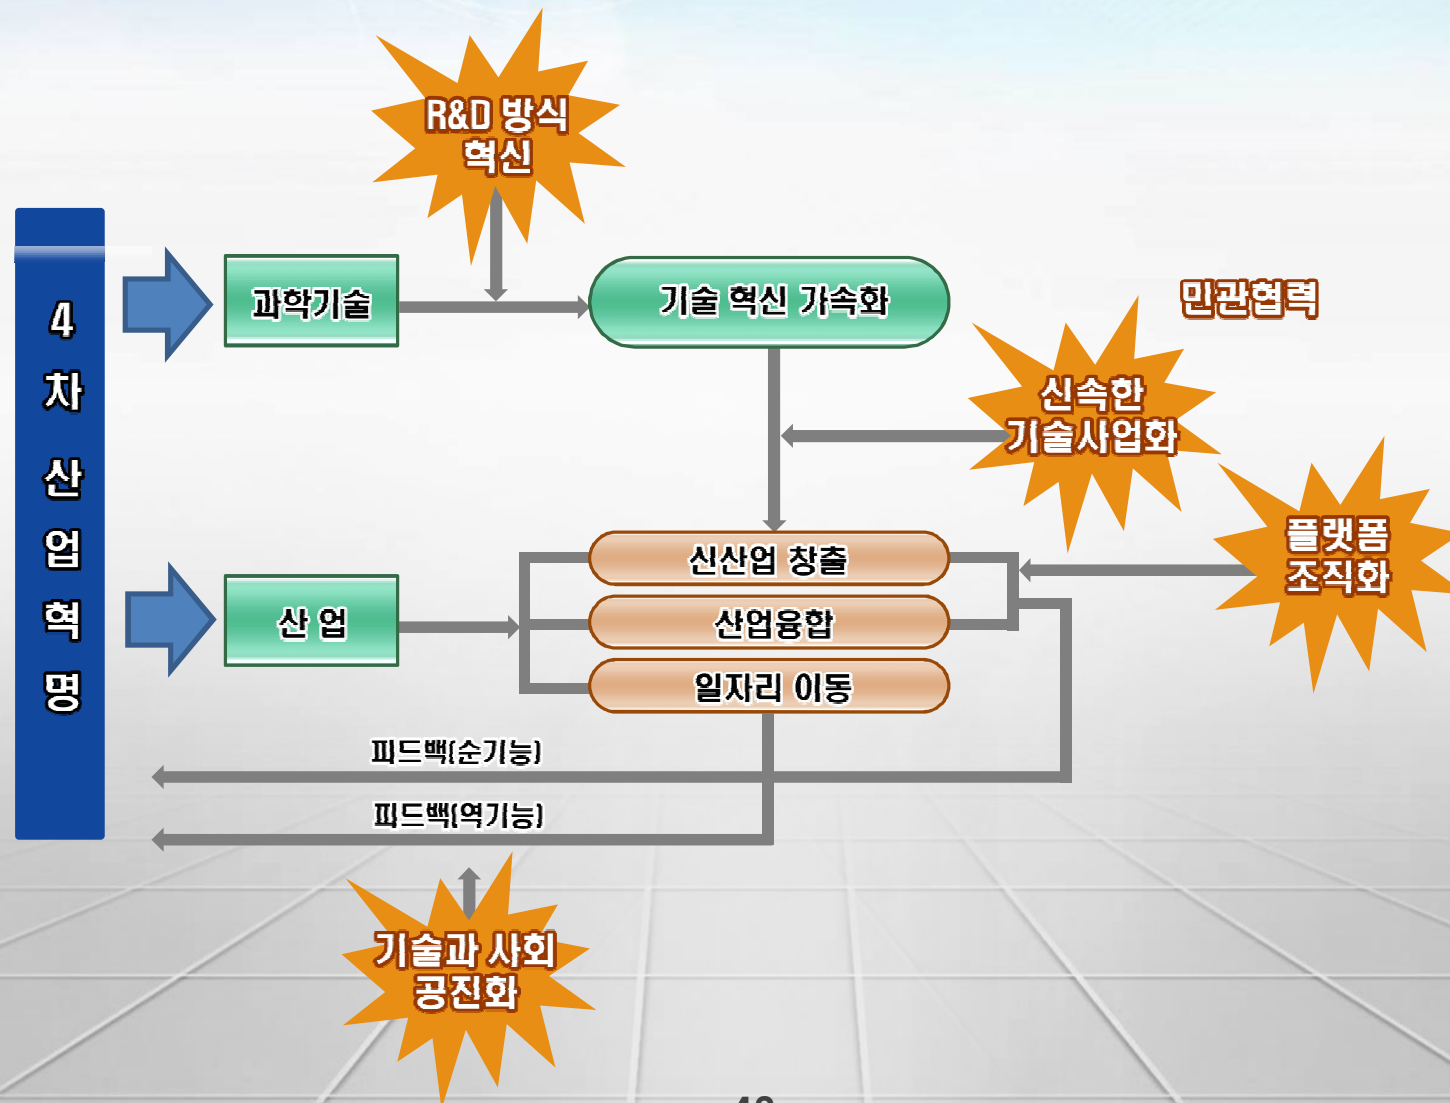 R&D 방식
혁신
4
차
산
업
혁
명
과학기술
기술 혁신 가속화
민관협력
신속한
기술사업화
플랫폼
조직화
신산업 창출
산 업
산업융합
일자리 이동
피드백(순기능)
피드백(역기능)
기술과 사회
공진화